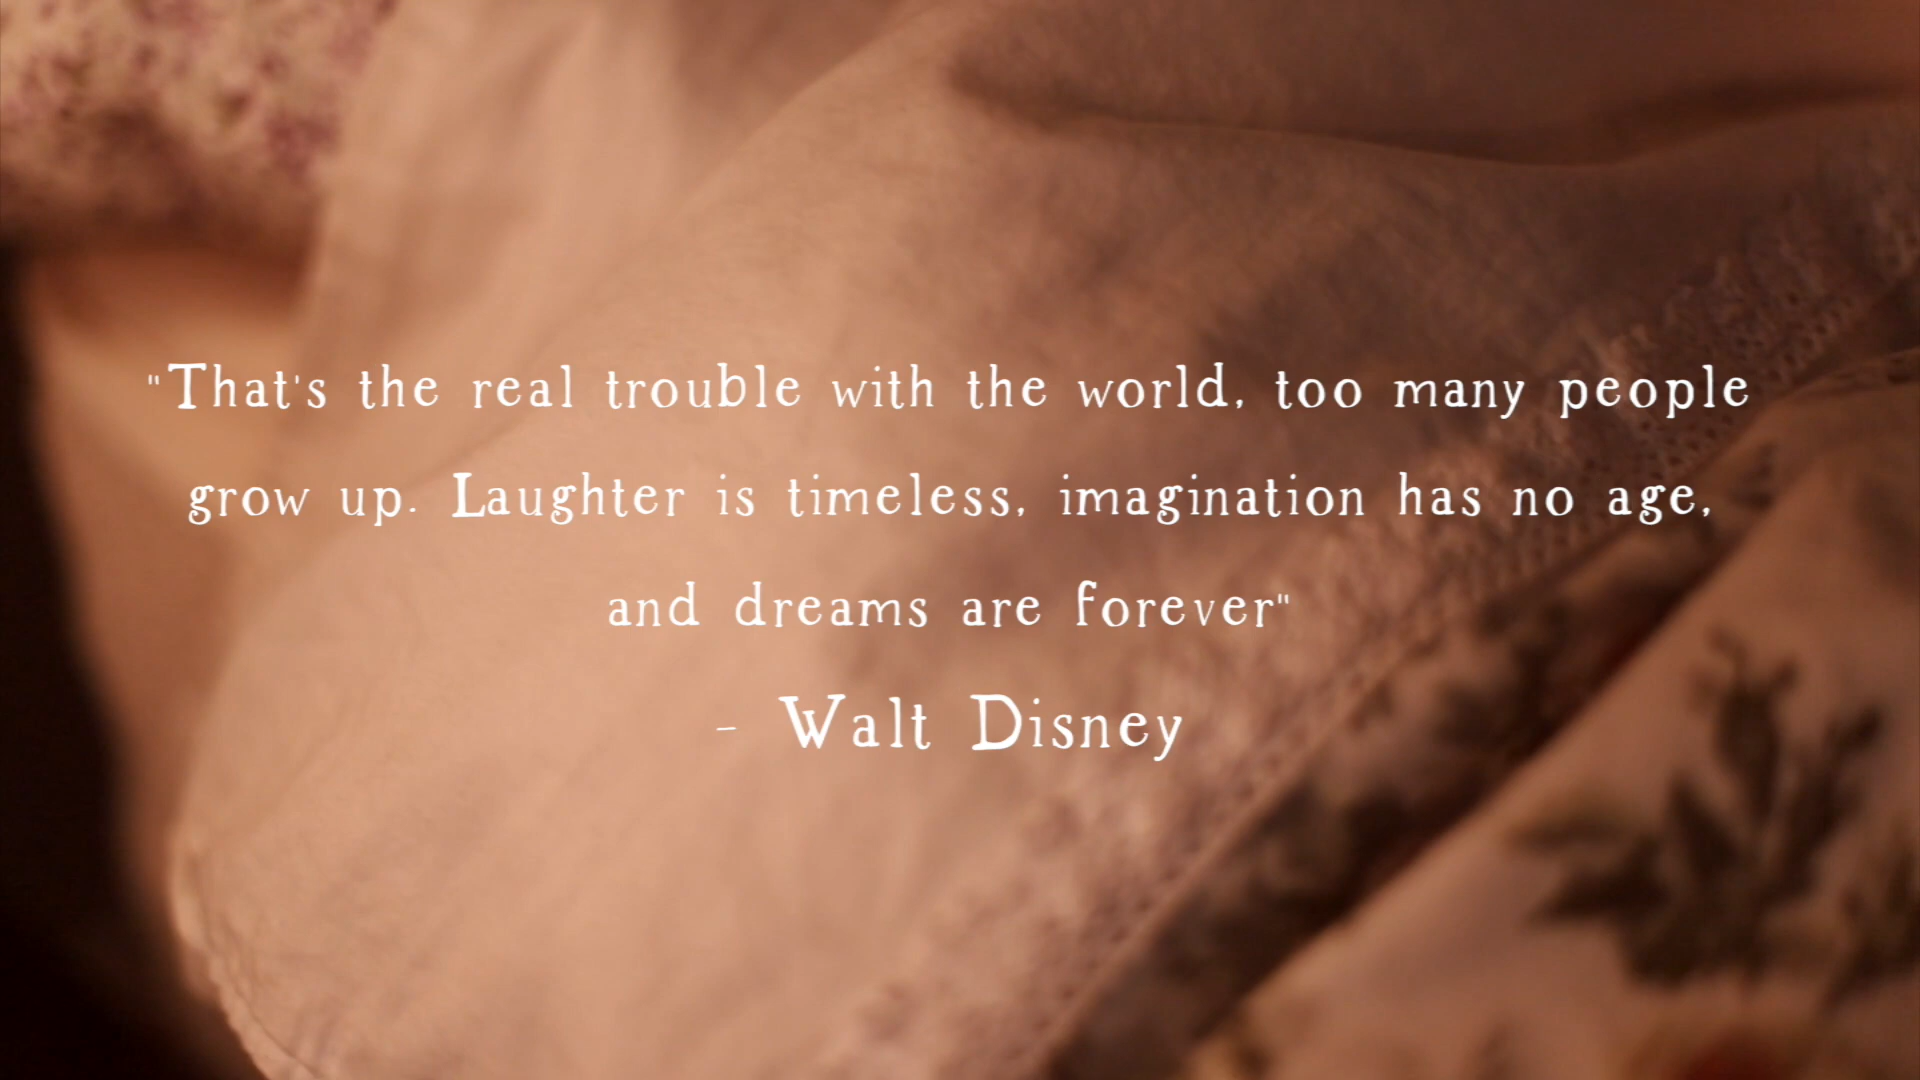 "That's the real trouble with the world, too many people
grow up. Laughter is timeless, imagination has no age,
and dreams are forever"
- Walt Disney